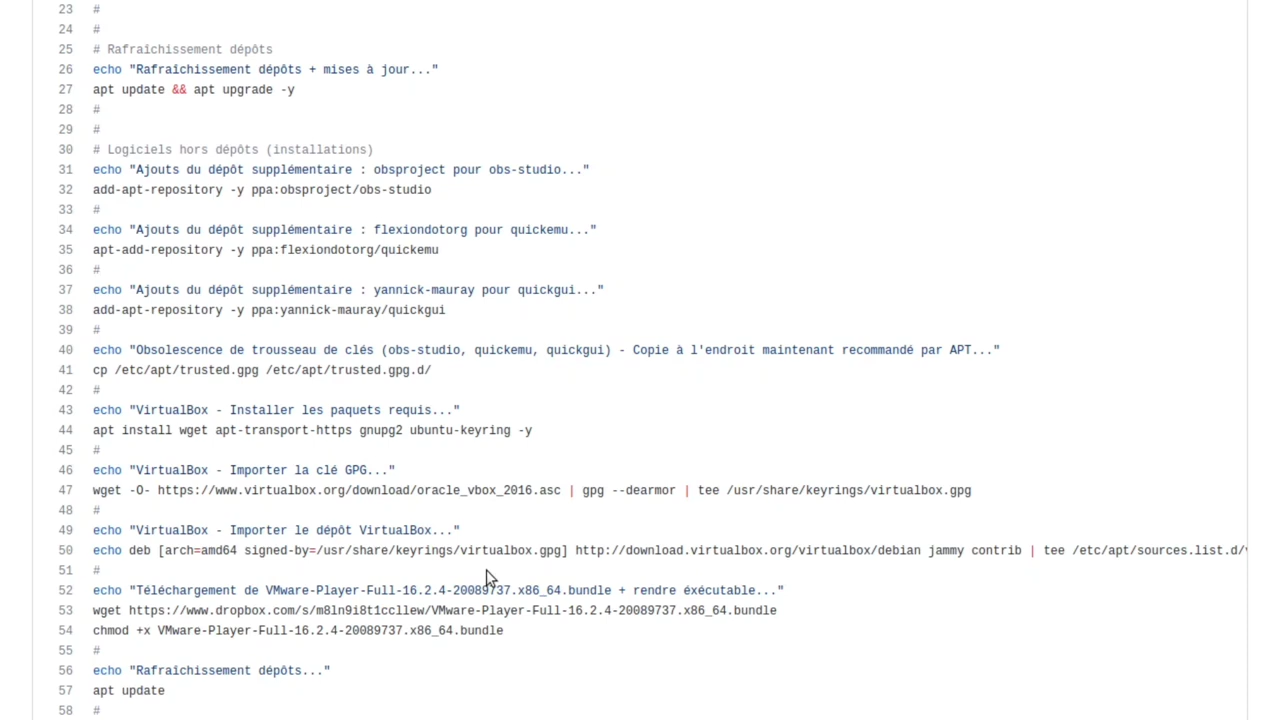 23 #
24 #
25 # Rafraîchissement dépôts
26 echo "Rafraîchissement dépôts + mises à jour..."
27 apt update && apt upgrade -y
28 #
29 #
30 # Logiciels hors dépôts (installations)
31 echo "Ajouts du dépôt supplémentaire : obsproject pour obs-studio..."
32 add-apt-repository -y ppa:obsproject/obs-studio
33 #
34 echo "Ajouts du dépôt supplémentaire : flexiondotorg pour quickemu..."
35 apt-add-repository -y ppa:flexiondotorg/quickemu
36 #
37 echo "Ajouts du dépôt supplémentaire : yannick-mauray pour quickgui..."
38 add-apt-repository -y ppa:yannick-mauray/quickgui
39 #
40 echo "Obsolescence de trousseau de clés (obs-studio, quickemu, quickgui) - Copie à l'endroit maintenant recommandé par APT..."
41 cp /etc/apt/trusted.gpg /etc/apt/trusted.gpg.d/
42 #
43 echo "VirtualBox - Installer les paquets requis..."
44 apt install wget apt-transport-https gnupg2 ubuntu-keyring -y
45 #
46 echo "VirtualBox - Importer la clé GPG..."
47 wget -O- https://www.virtualbox.org/download/oracle_vbox_2016.asc | gpg --dearmor | tee /usr/share/keyrings/virtualbox.gpg
48 #
49 echo "VirtualBox - Importer le dépôt VirtualBox..."
50 echo deb [arch=amd64 signed-by=/usr/share/keyrings/virtualbox.gpg] http://download.virtualbox.org/virtualbox/debian jammy contrib | tee /etc/apt/sources.list.d/
51 #
52 echo "Téléchargement de VMware-Player-Full-16.2.4-20089737.x86_64.bundle + rendre éxécutable..."
53 wget https://www.dropbox.com/s/m8ln9i8t1ccllew/VMware-Player-Full-16.2.4-20089737.x86_64.bundle
54 chmod +x VMware-Player-Full-16.2.4-20089737.x86_64.bundle
55 #
56 echo "Rafraîchissement dépôts..."
57 apt update
58 #